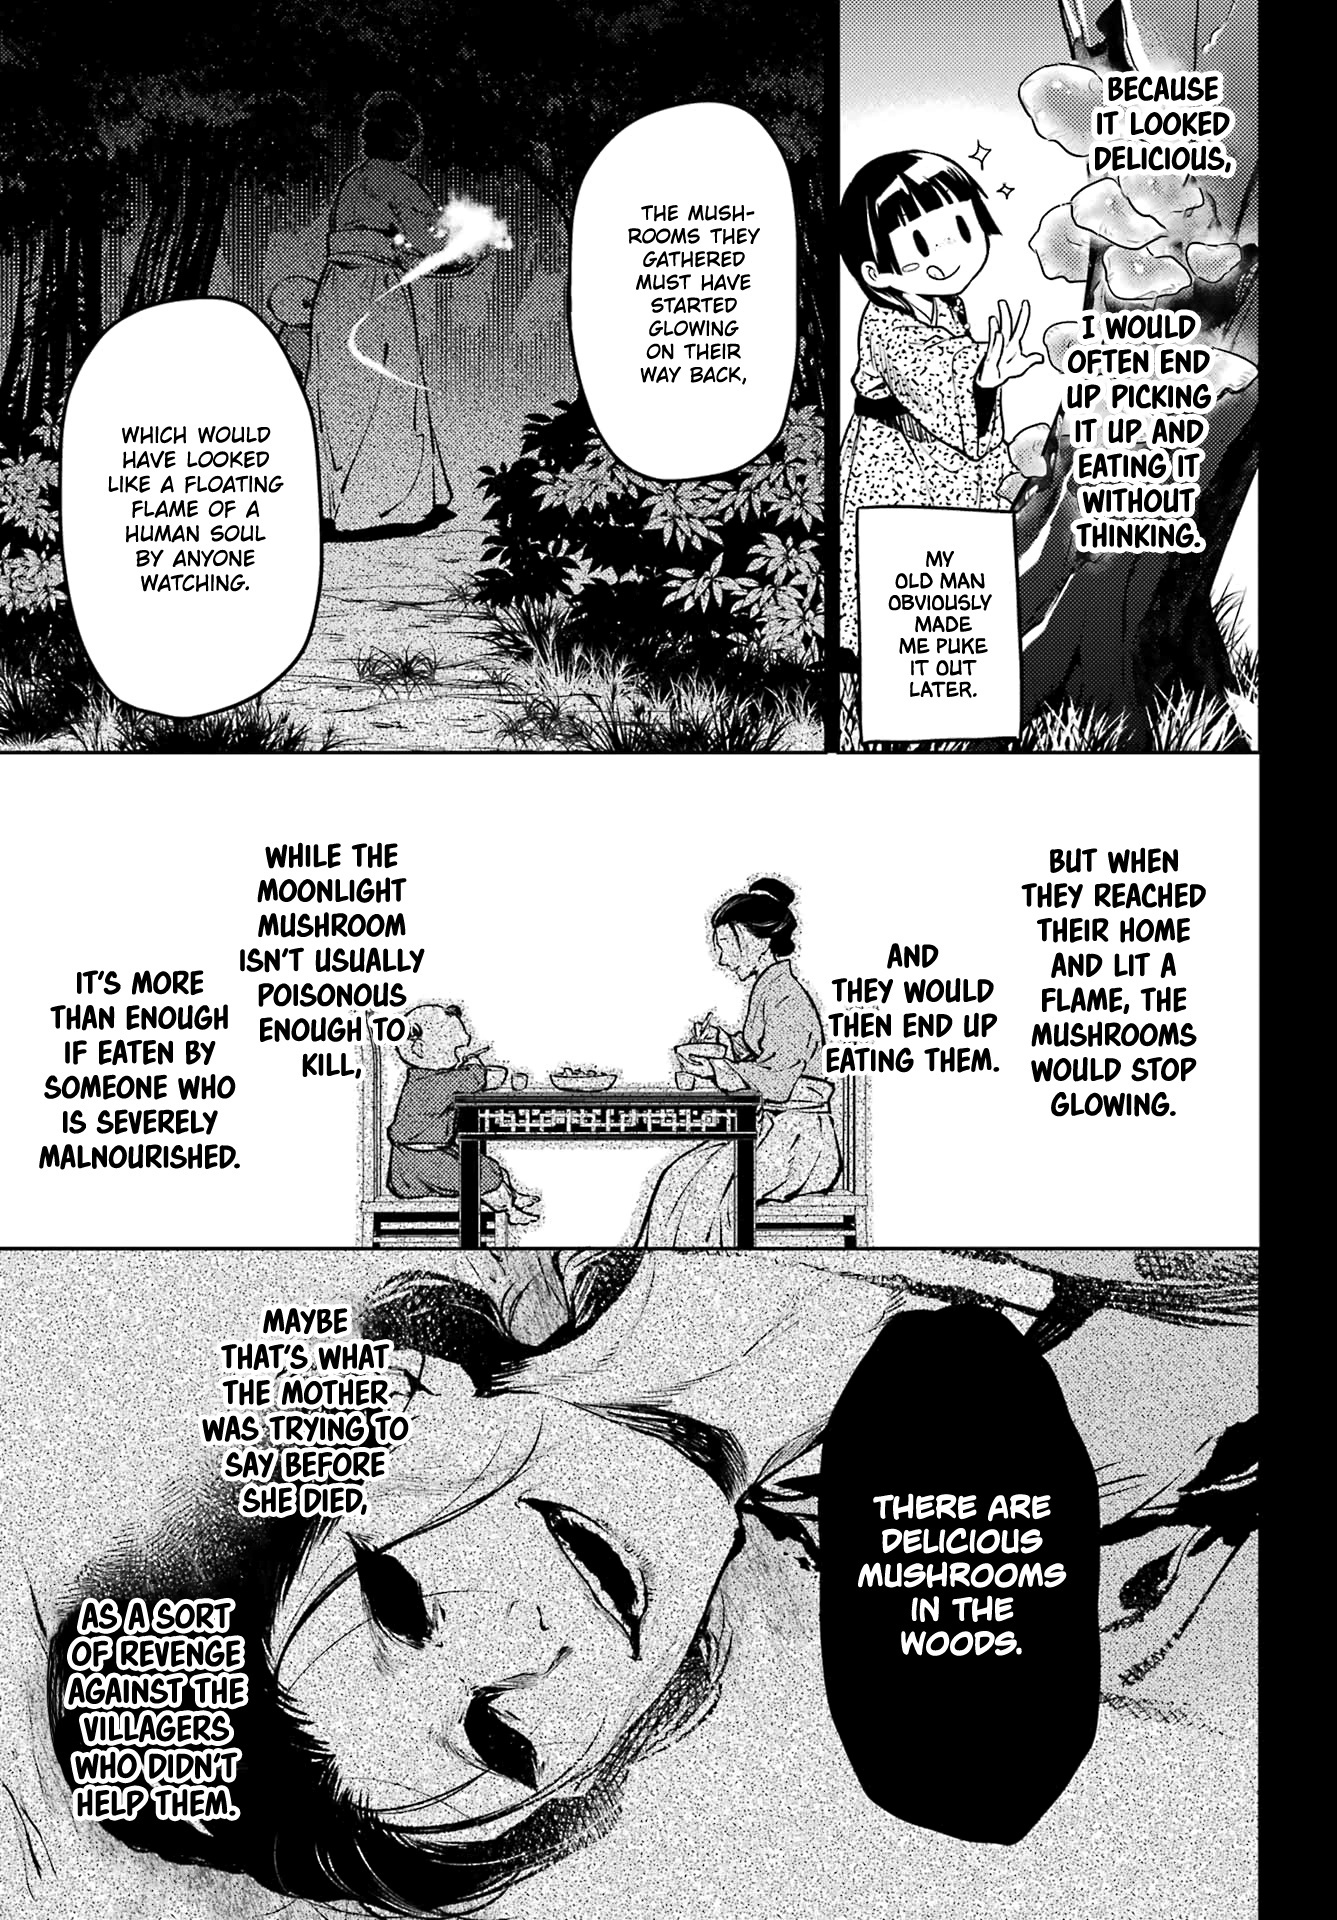 BECAUSE
IT LOOKED
DELICIOUS,
I WOULD
OFTEN END
UP PICKING
IT UP AND
EATING IT
WITHOUT
THINKING.
MY
OLD MAN
OBVIOUSLY
MADE
ME PUKE
IT OUT
LATER.
THE MUSH-
ROOMS THEY
GATHERED
MUST HAVE
STARTED
GLOWING
ON THEIR
WAY BACK,
WHICH WOULD
HAVE LOOKED
LIKE A FLOATING
FLAME OF A
HUMAN SOUL
BY ANYONE
WATCHING.
BUT WHEN
THEY REACHED
THEIR HOME
AND LIT A
FLAME, THE
MUSHROOMS
WOULD STOP
GLOWING.
AND
THEY WOULD
THEN END UP
EATING THEM.
WHILE THE
MOONLIGHT
MUSHROOM
ISN'T USUALLY
POISONOUS
ENOUGH TO
KILL,
IT'S MORE
THAN ENOUGH
IF EATEN BY
SOMEONE WHO
IS SEVERELY
MALNOURISHED.
THERE ARE
DELICIOUS
MUSHROOMS
IN THE
WOODS.
MAYBE
THAT'S WHAT
THE MOTHER
WAS TRYING TO
SAY BEFORE
SHE DIED,
AS A SORT
OF REVENGE
AGAINST THE
VILLAGERS
WHO DIDN'T
HELP THEM.